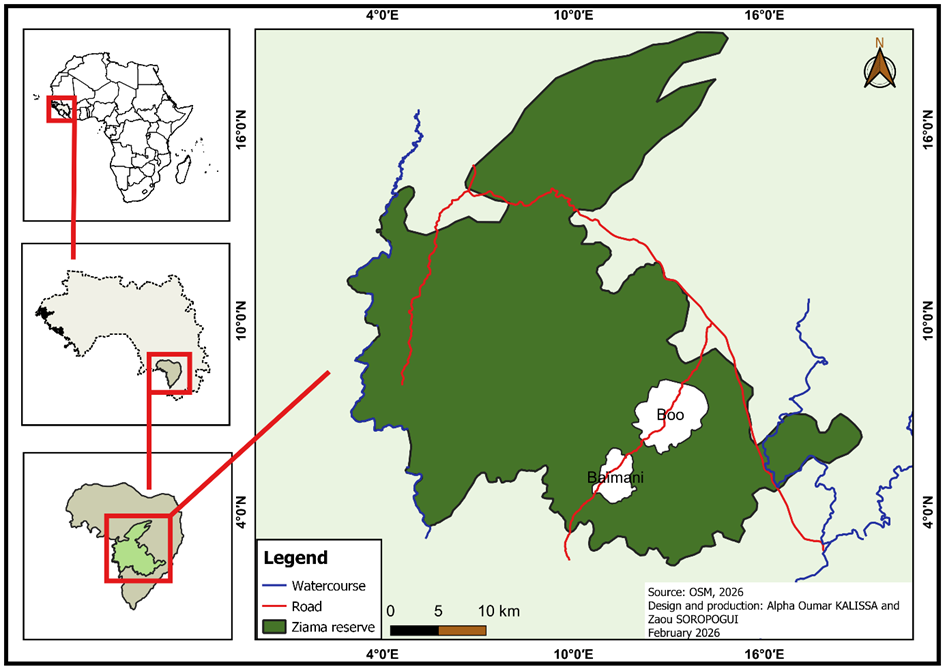 4°0'E 10°0'E 16°0'E
N
16°0'N 16°0'N
10°0'N 10°0'N
4°0'N 4°0'N
Boo
Baimani
Legend
Watercourse
Road
Ziama reserve
0 5 10 km
Source: OSM, 2026
Design and production: Alpha Oumar KALISSA and
Zaou SOROPOGUI
February 2026
4°0'E 10°0'E 16°0'E